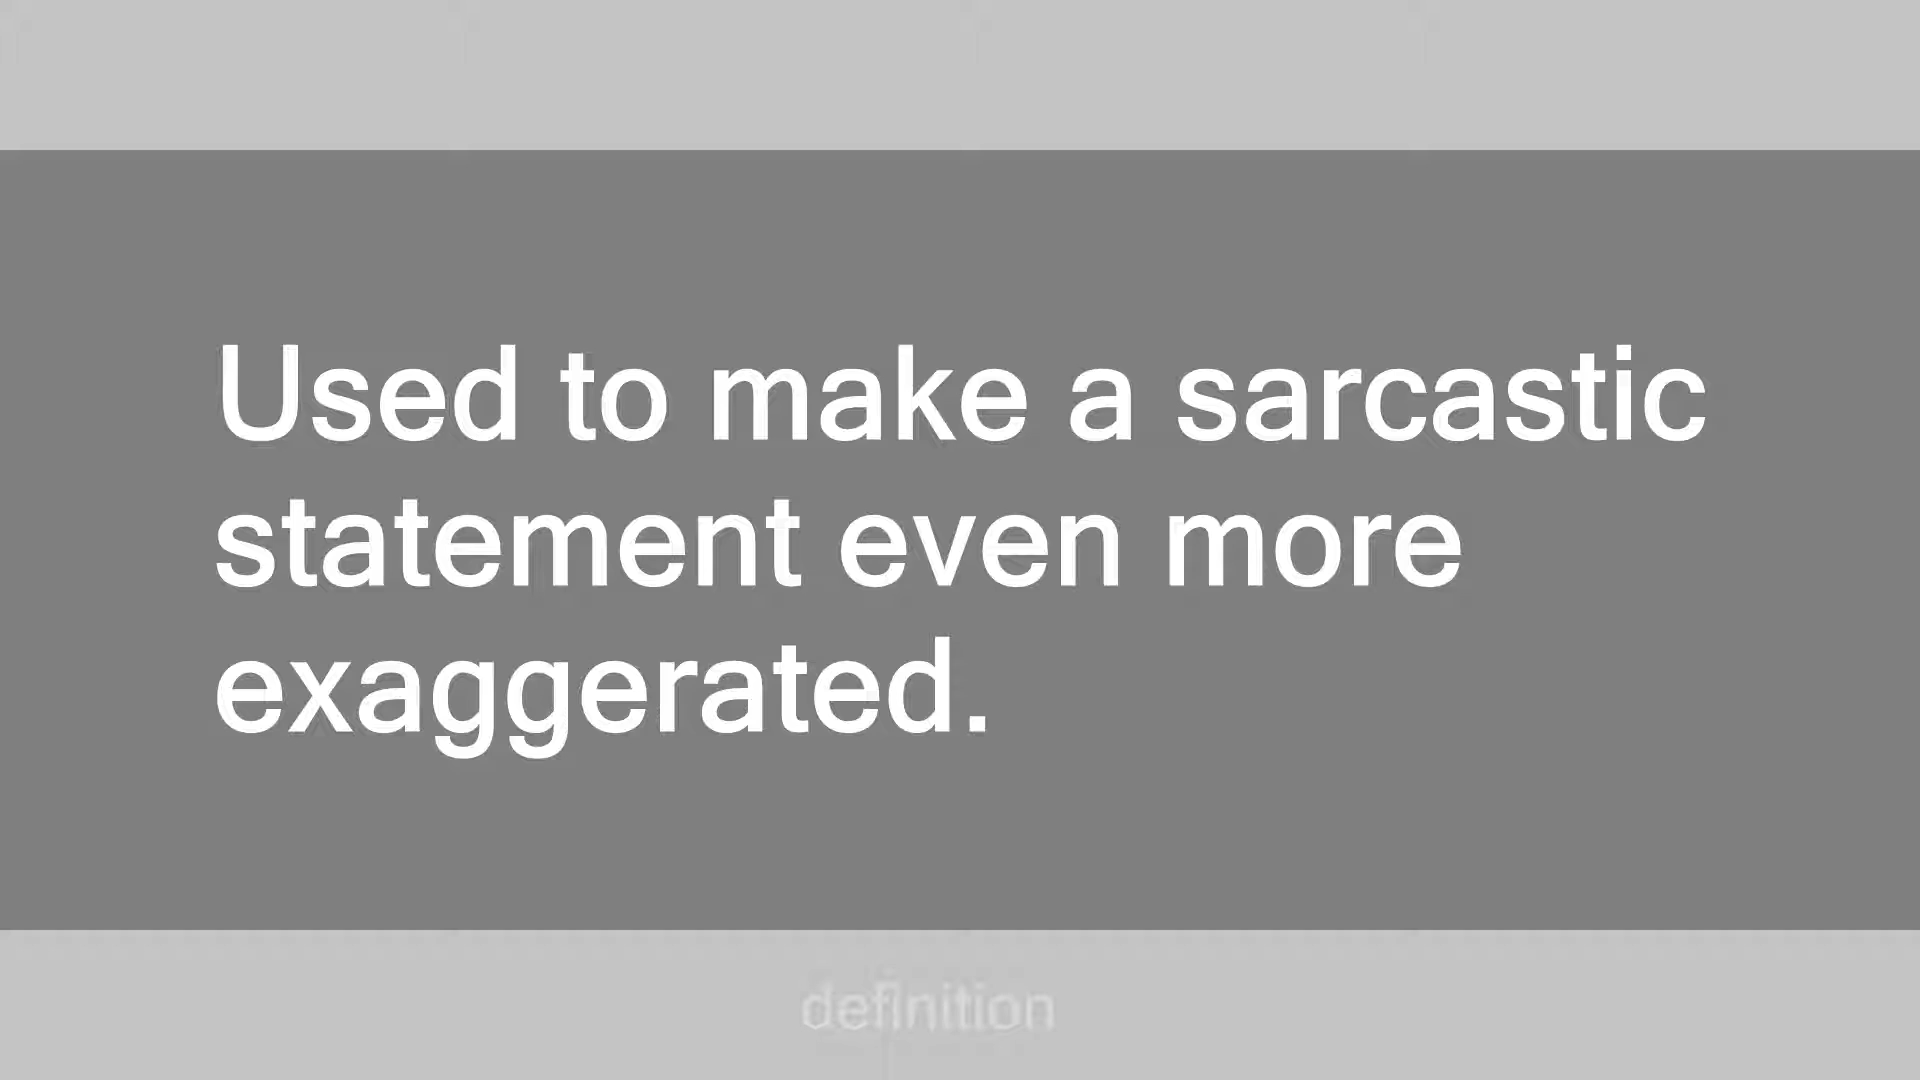 Used to make a sarcastic
statement even more
exaggerated.
definition